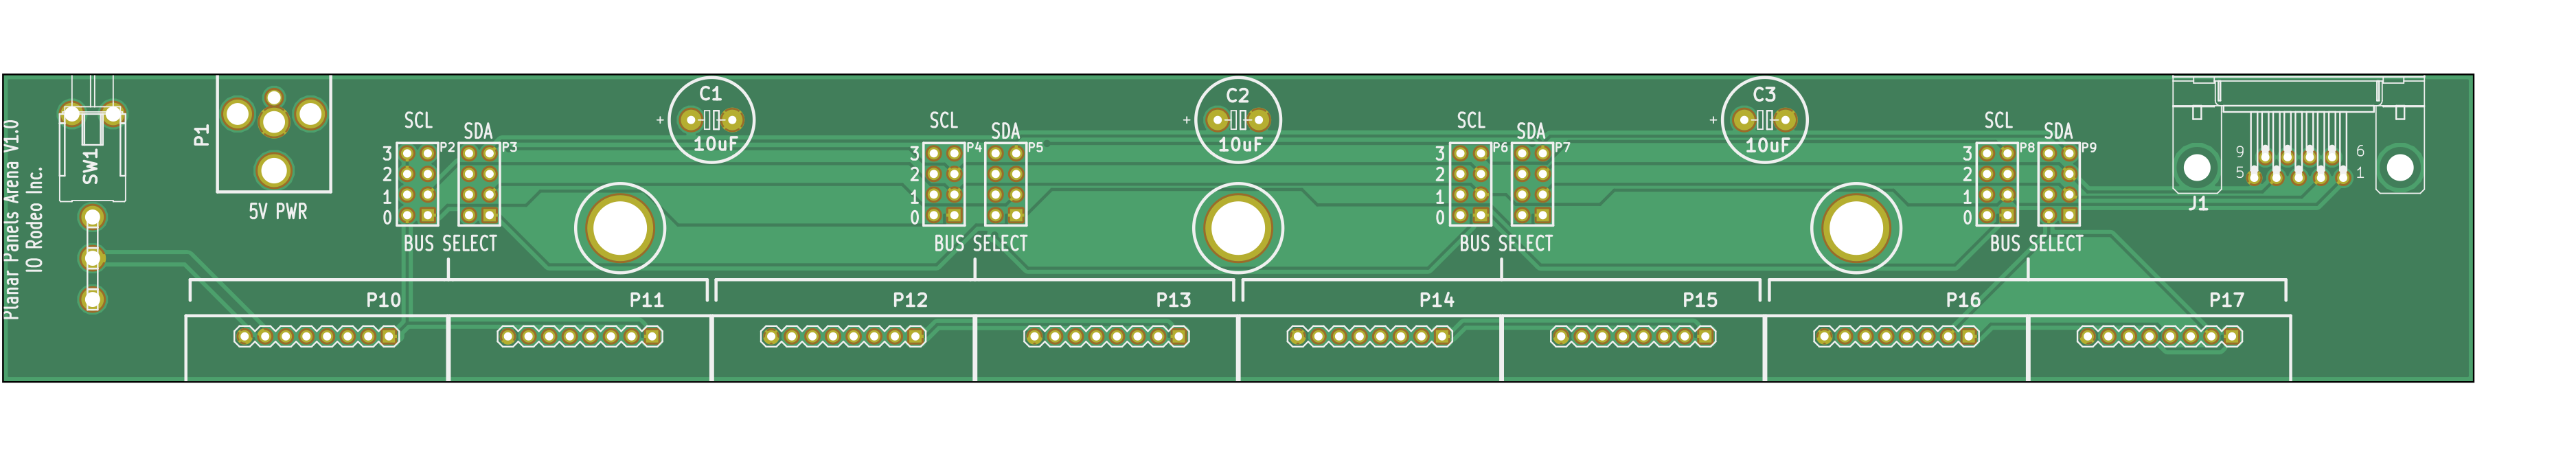 Planar Panels Arena V1.0
IO Rodeo Inc.
SW1
P1
5V PWR
SCL
SDA
P2
P3
3
2
1
0
BUS SELECT
C1
+
10uF
SCL
SDA
P4
P5
3
2
1
0
BUS SELECT
C2
+
10uF
SCL
SDA
P6
P7
3
2
1
0
BUS SELECT
C3
+
10uF
SCL
SDA
P8
P9
3
2
1
0
BUS SELECT
9
6
5
1
J1
P10
P11
P12
P13
P14
P15
P16
P17